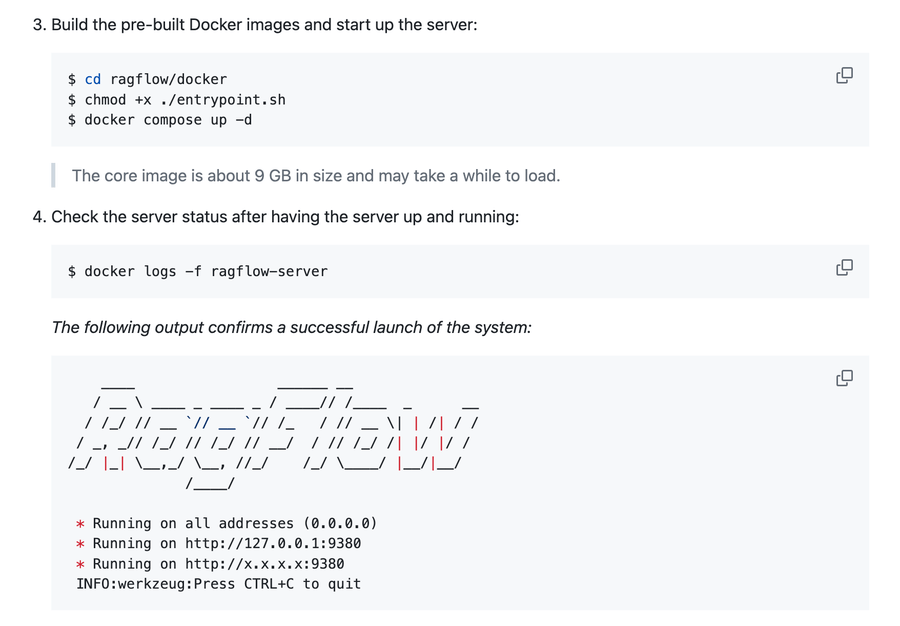 3. Build the pre-built Docker images and start up the server:
$ cd ragflow/docker
$ chmod +x ./entrypoint.sh
$ docker compose up -d
The core image is about 9 GB in size and may take a while to load.
4. Check the server status after having the server up and running:
$ docker logs -f ragflow-server
The following output confirms a successful launch of the system:
    ____                 ______ __
   / __ \ ____ _ ____ _ / ____// /____  _      __
  / /_/ // __ `// __ `// /_   / // __ \| | /| / /
 / _, _// /_/ // /_/ // __/  / // /_/ /| |/ |/ /
/_/ |_| \__,_/ \__, //_/    /_/ \____/ |__/|__/
              /____/
* Running on all addresses (0.0.0.0)
* Running on http://127.0.0.1:9380
* Running on http://x.x.x.x:9380
INFO:werkzeug:Press CTRL+C to quit